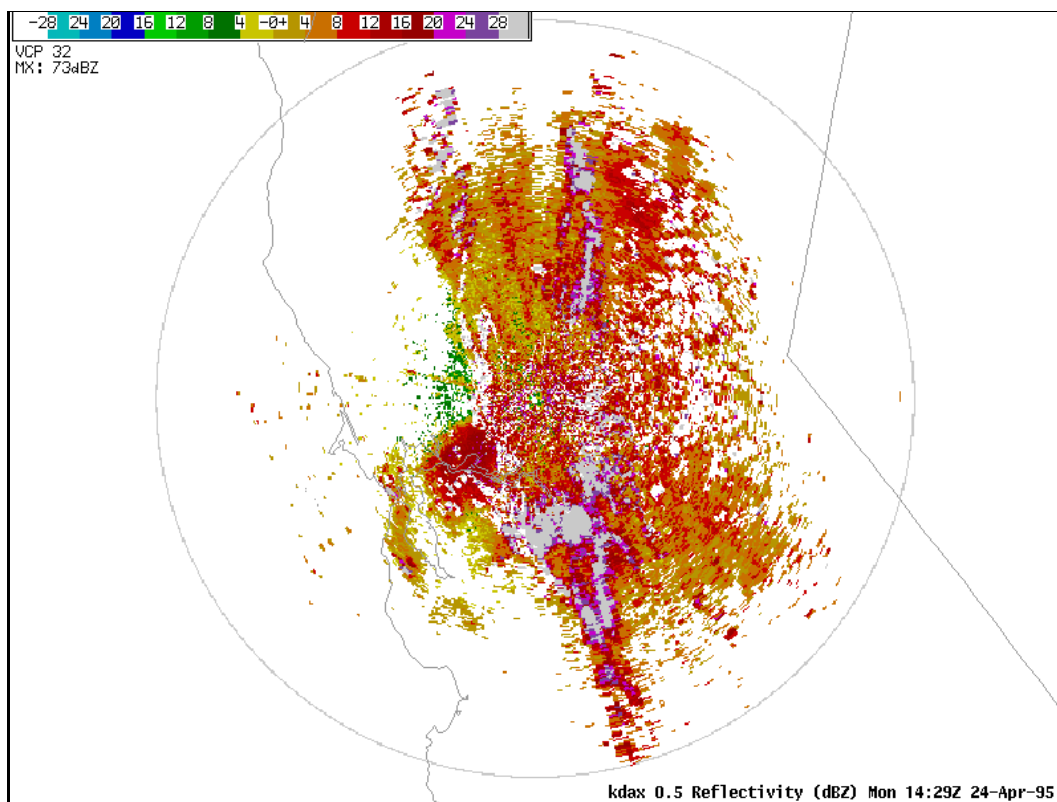 -28 24 20 16 12 8 4 -0+ 4 8 12 16 20 24 28
VCP 32
MX: 73dBZ
kdax 0.5 Reflectivity (dBZ) Mon 14:29Z 24-Apr-95